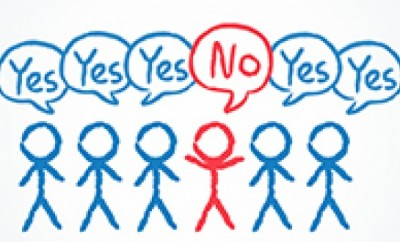 Yes Yes Yes No Yes Yes